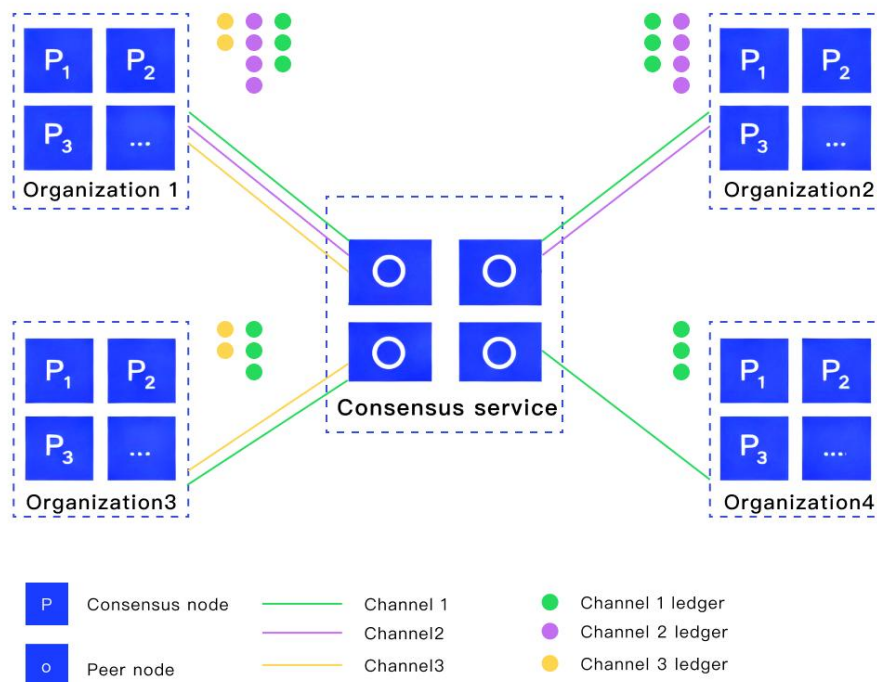 P1 P2
P3 ...
Organization 1
P1 P2
P3 ...
Organization2
O O
O O
Consensus service
P1 P2
P3 ...
Organization3
P1 P2
P3 ...
Organization4
P Consensus node
o Peer node
Channel 1
Channel2
Channel3
Channel 1 ledger
Channel 2 ledger
Channel 3 ledger